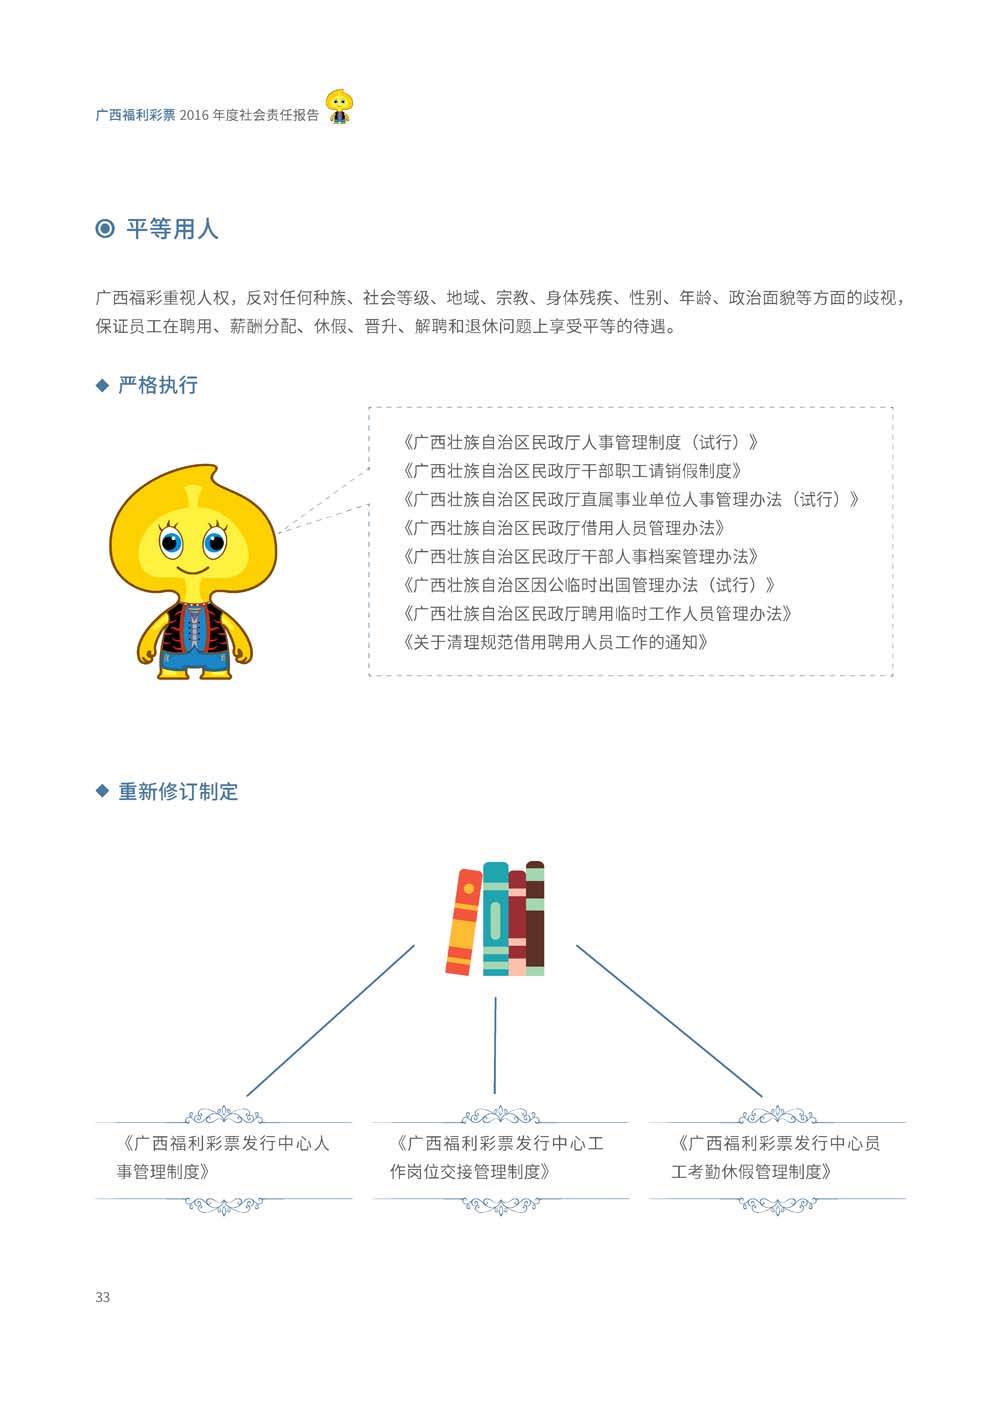 广西福利彩票 2016 年度社会责任报告
平等用人
广西福彩重视人权，反对任何种族、社会等级、地域、宗教、身体残疾、性别、年龄、政治面貌等方面的歧视，
保证员工在聘用、薪酬分配、休假、晋升、解聘和退休问题上享受平等的待遇。
严格执行
《广西壮族自治区民政厅人事管理制度（试行）》
《广西壮族自治区民政厅干部职工请销假制度》
《广西壮族自治区民政厅直属事业单位人事管理办法（试行）》
《广西壮族自治区民政厅借用人员管理办法》
《广西壮族自治区民政厅干部人事档案管理办法》
《广西壮族自治区因公临时出国管理办法（试行）》
《广西壮族自治区民政厅聘用临时工作人员管理办法》
《关于清理规范借用聘用人员工作的通知》
重新修订制定
《广西福利彩票发行中心人
事管理制度》
《广西福利彩票发行中心工
作岗位交接管理制度》
《广西福利彩票发行中心员
工考勤休假管理制度》
33